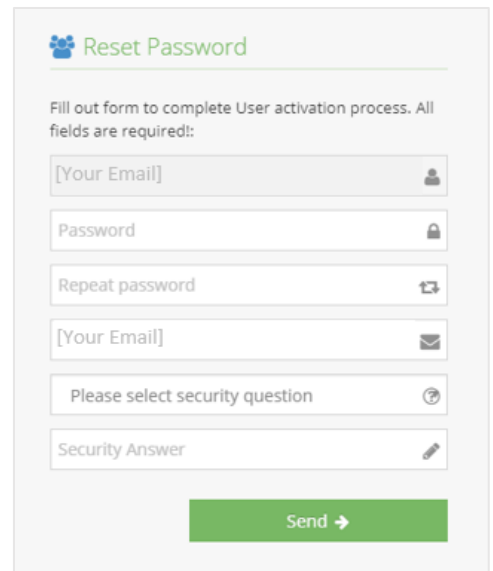 Reset Password
Fill out form to complete User activation process. All
fields are required!:
[Your Email]
Password
Repeat password
[Your Email]
Please select security question
Security Answer
Send